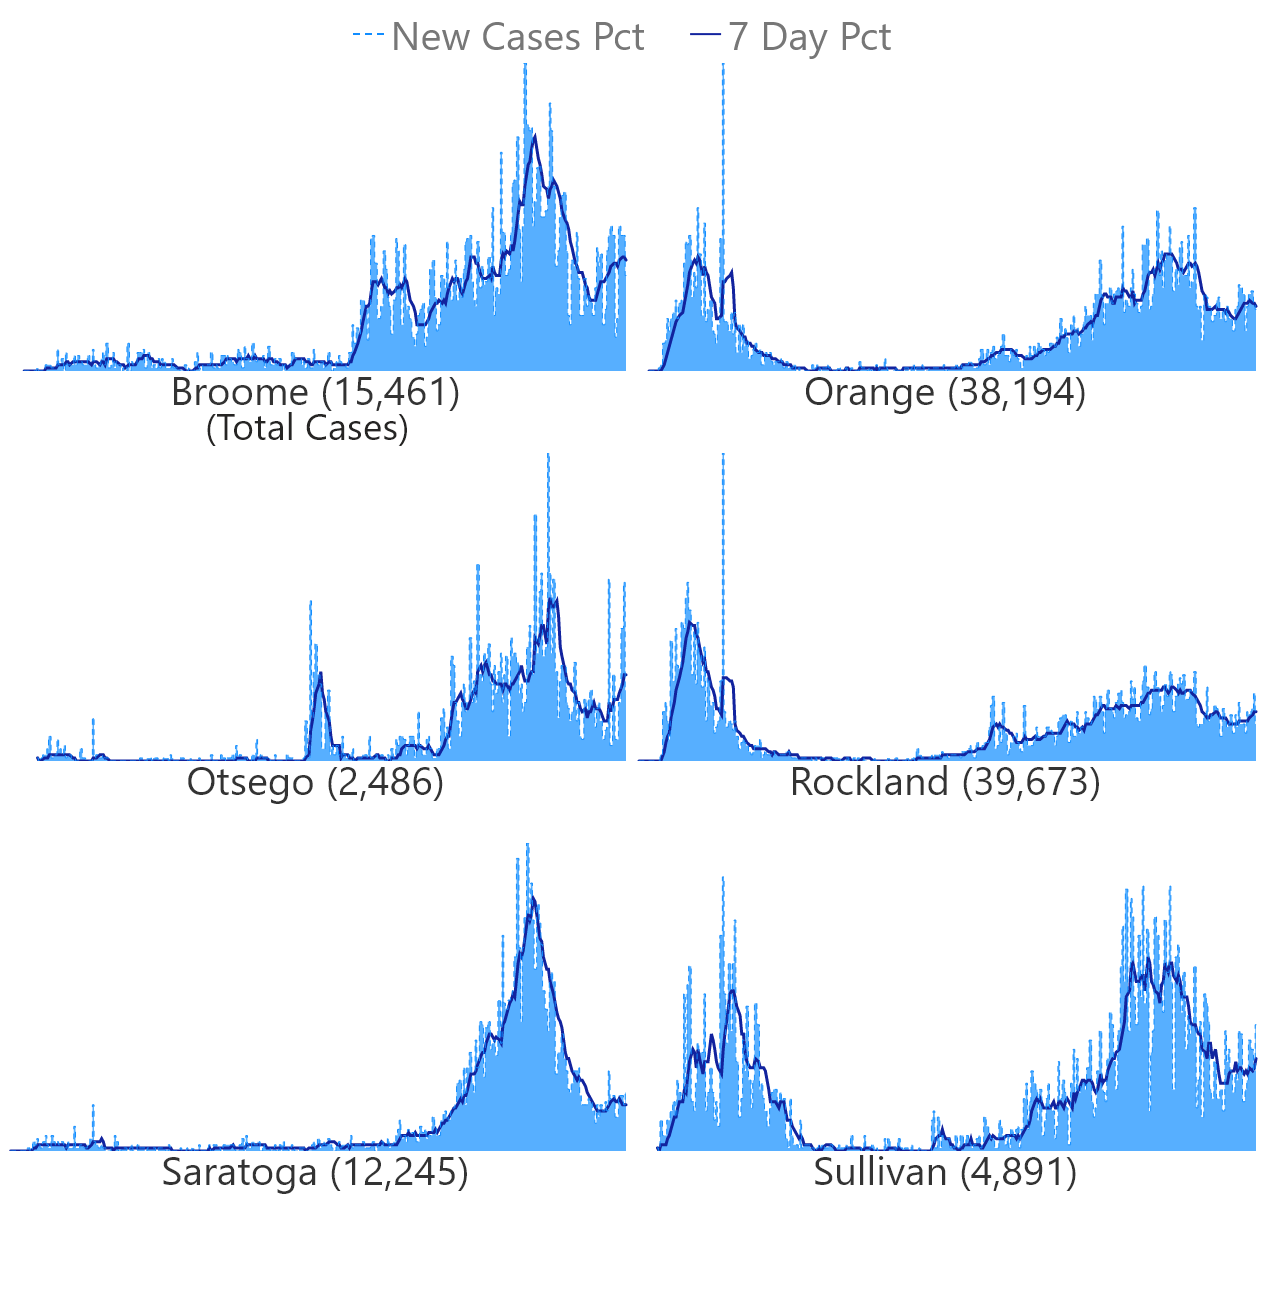 New Cases Pct 7 Day Pct
Broome (15,461) Orange (38,194)
(Total Cases)
Otsego (2,486) Rockland (39,673)
Saratoga (12,245) Sullivan (4,891)